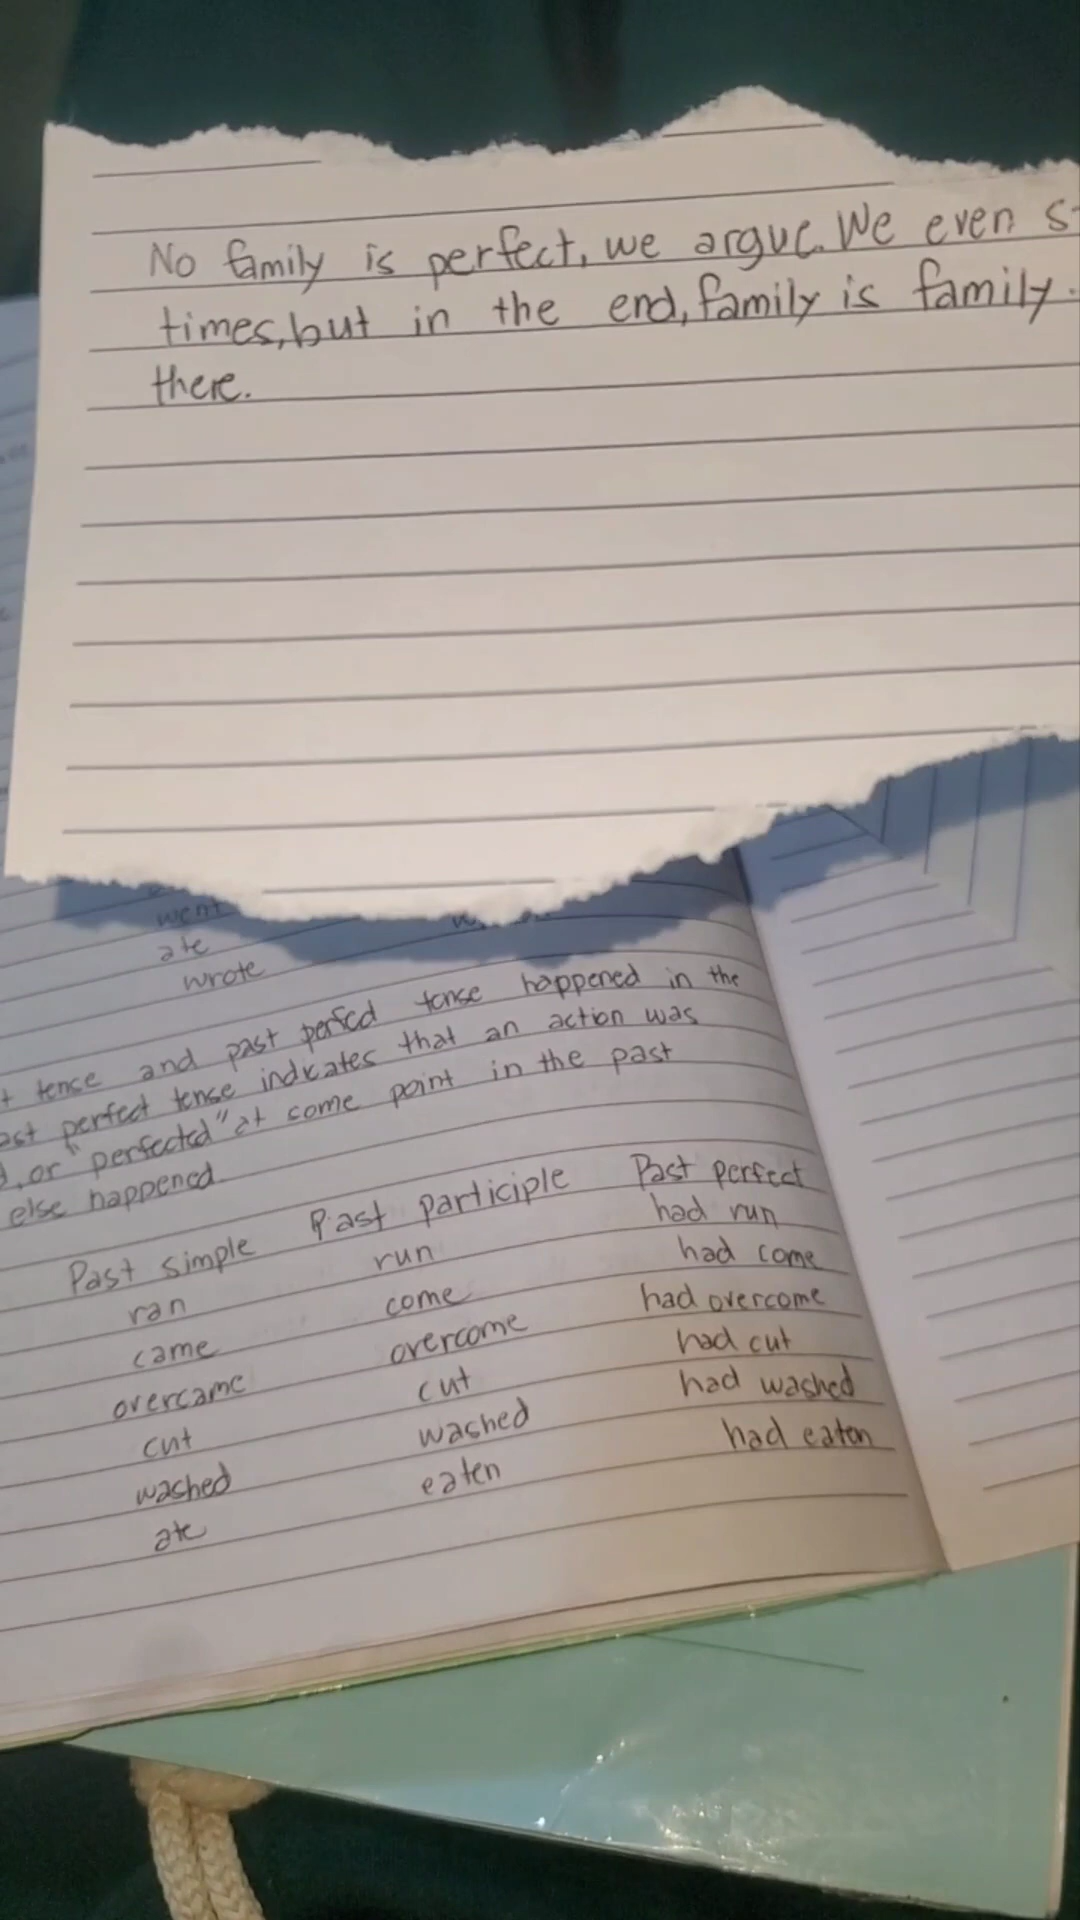 No family is perfect, we argue. We even
times, but in the end, family is family
there.
went
ate
wrote
tense and past perfect tense happened in the
perfect tense indicates that an action was
, or "perfected" at some point in the past
else happened.
Past simple Past participle Past perfect
ran run had run
came come had come
overcame overcome had overcome
cut cut had cut
washed washed had washed
ate eaten had eaten